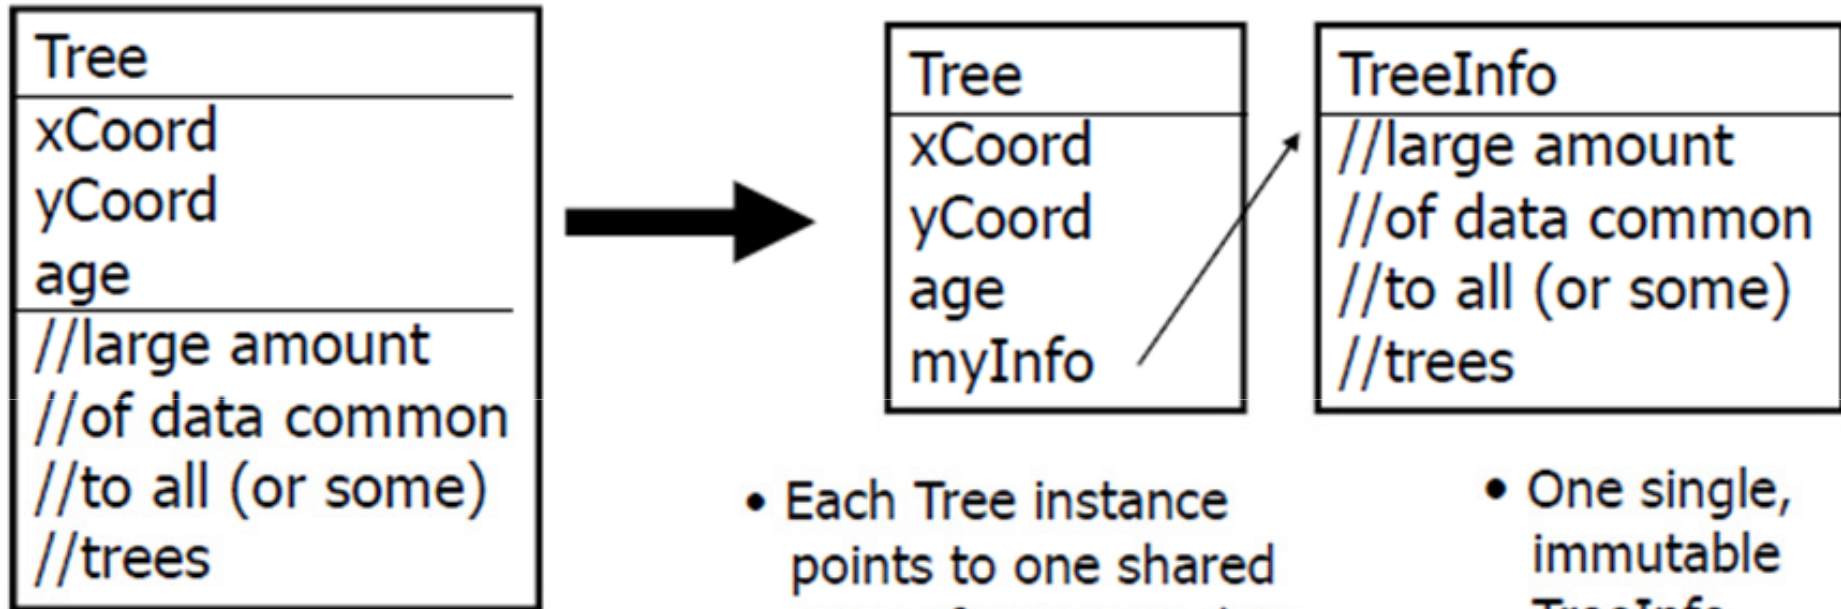 Tree
xCoord
yCoord
age
//large amount
//of data common
//to all (or some)
//trees
Tree
xCoord
yCoord
age
myInfo
TreeInfo
//large amount
//of data common
//to all (or some)
//trees
• Each Tree instance
points to one shared
• One single,
immutable
TreeInfo